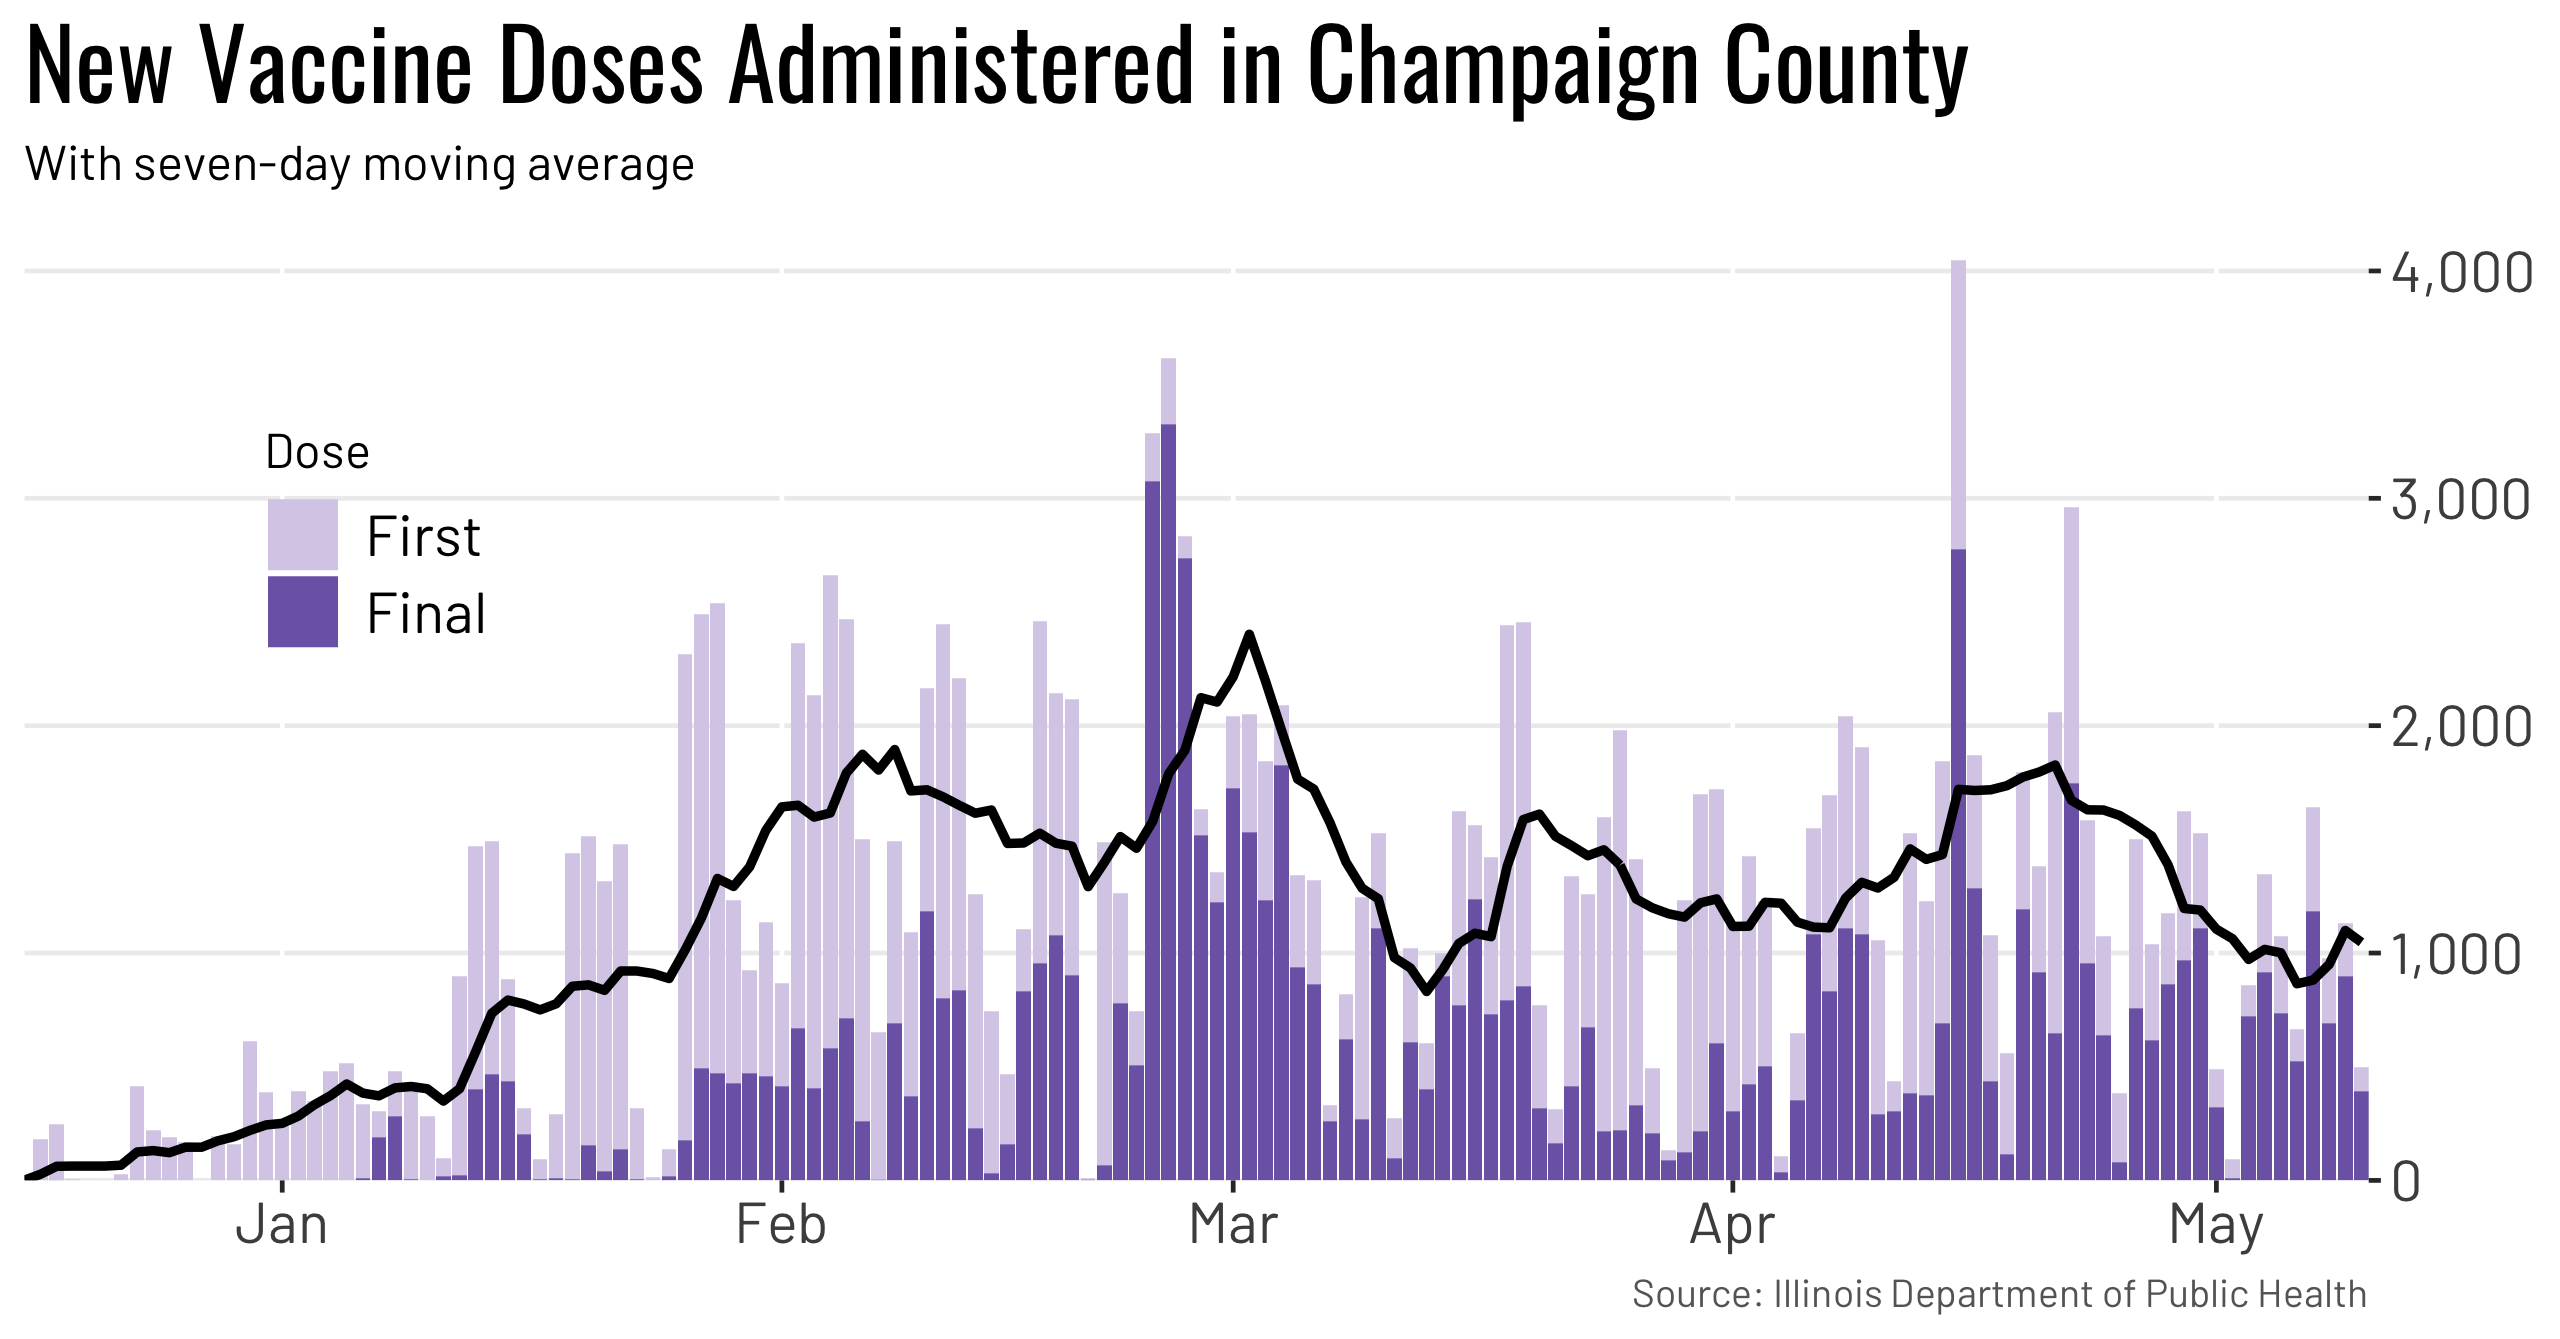 New Vaccine Doses Administered in Champaign County
With seven-day moving average
4,000
3,000
2,000
1,000
0
Dose
First
Final
Jan Feb Mar Apr May
Source: Illinois Department of Public Health